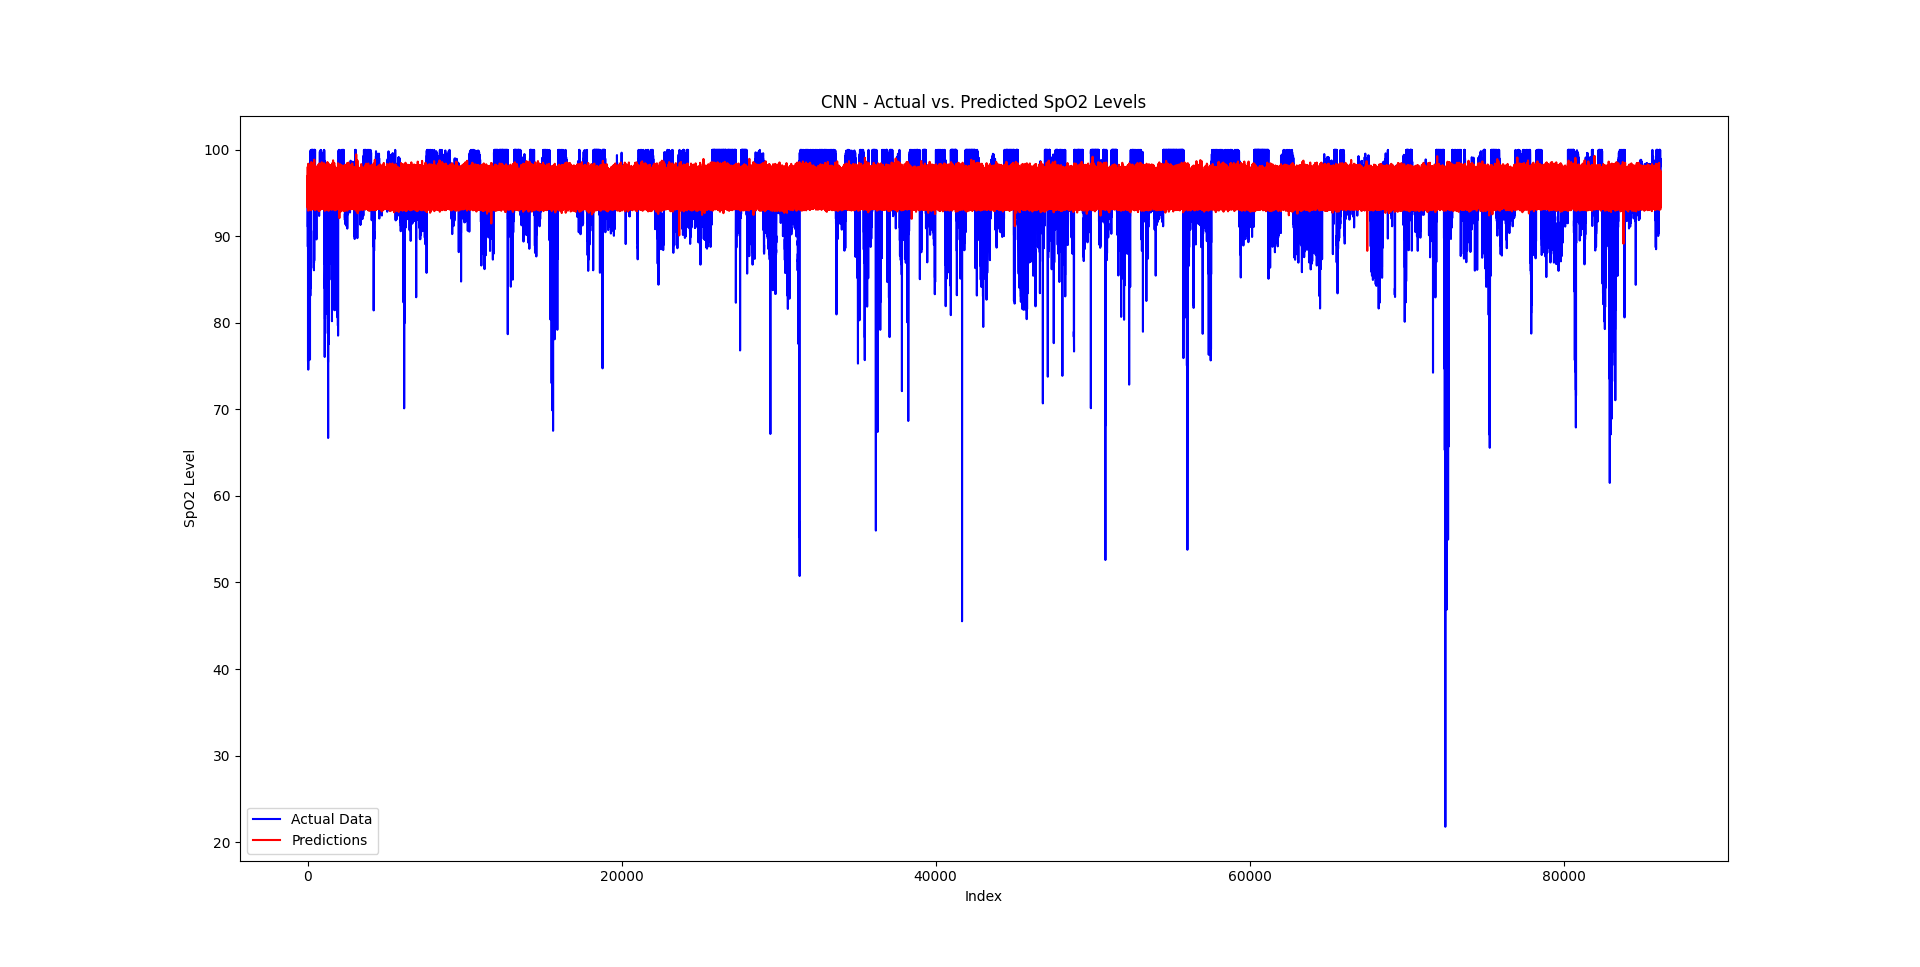 CNN - Actual vs. Predicted SpO2 Levels
100
90
80
70
60
50
40
30
20
SpO2 Level
Actual Data
Predictions
0
20000
40000
60000
80000
Index